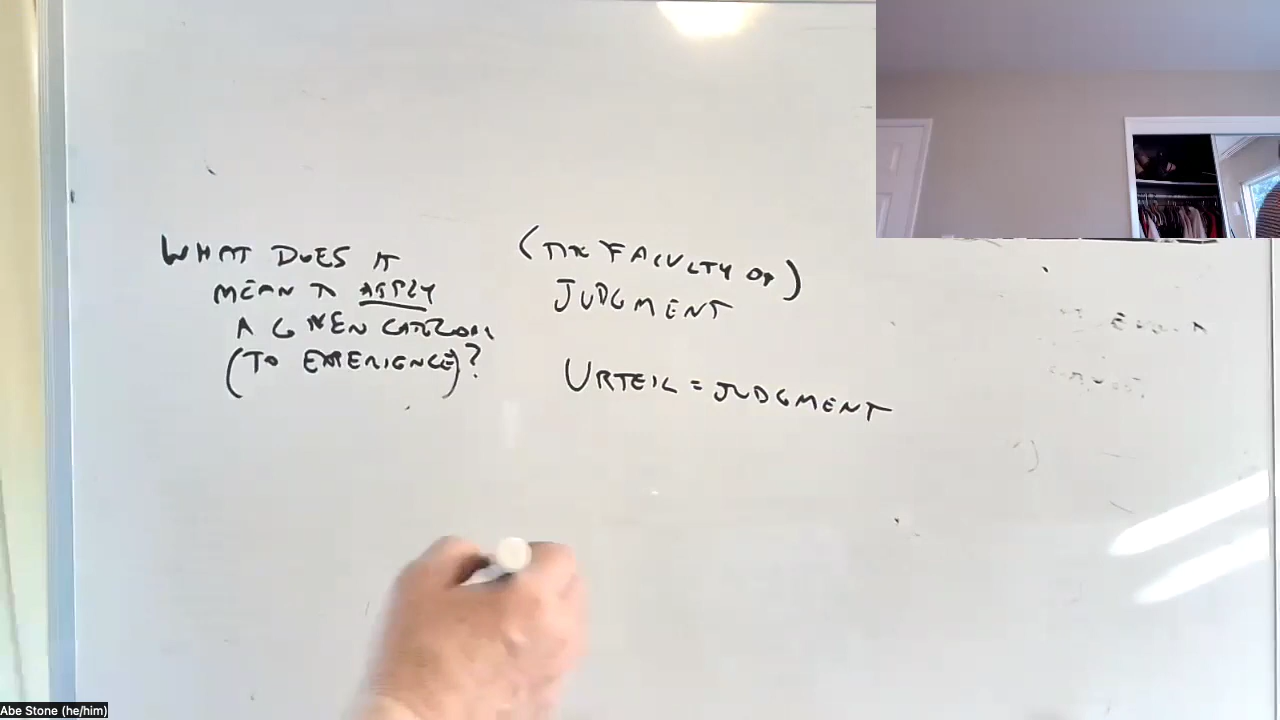 WHAT DOES IT
MEAN TO APPLY
A GIVEN CATEGORY
(TO EXPERIENCE)?
(THE FACULTY OF)
JUDGMENT
URTEIL = JUDGMENT
Abe Stone (he/him)